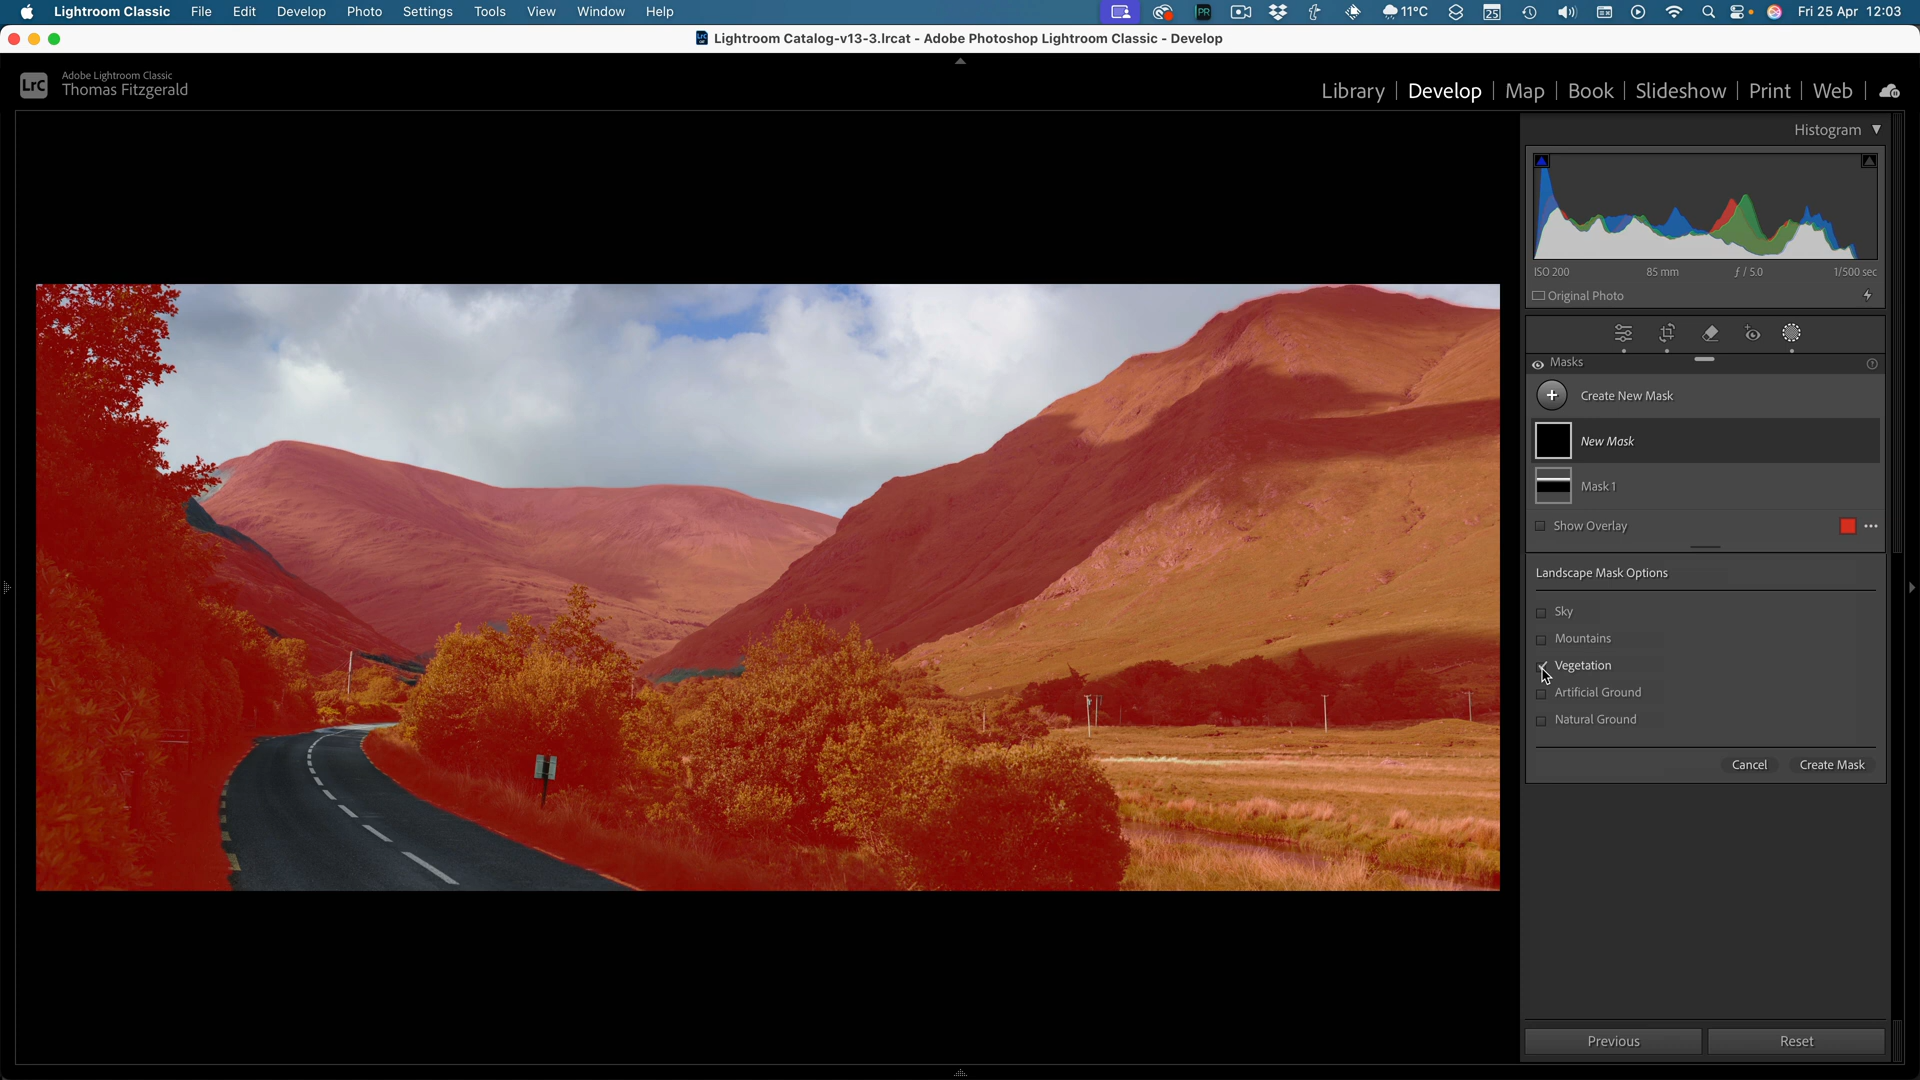 Lightroom Classic File Edit Develop Photo Settings Tools View Window Help PR 11°C 25 Fri 25 Apr 12:03
Lightroom Catalog-v13-3.lrcat - Adobe Photoshop Lightroom Classic - Develop
LrC
Adobe Lightroom Classic
Thomas Fitzgerald
Library | Develop | Map | Book | Slideshow | Print | Web |
Histogram
ISO 200 85 mm ƒ / 5.0 1/500 sec
Original Photo
Masks
Create New Mask
New Mask
Mask 1
Show Overlay
Landscape Mask Options
Sky
Mountains
Vegetation
Artificial Ground
Natural Ground
Cancel Create Mask
Previous Reset